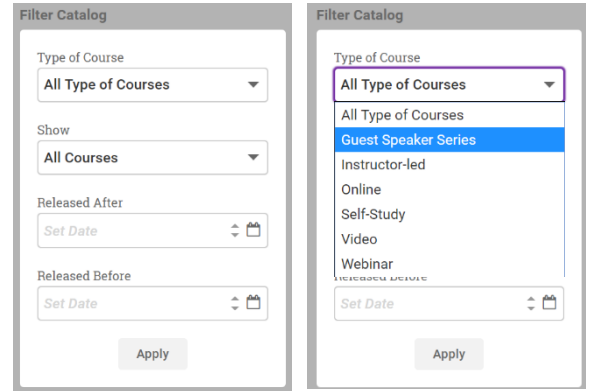 Filter Catalog
Type of Course
All Type of Courses
Show
All Courses
Released After
Set Date
Released Before
Set Date
Apply
Filter Catalog
Type of Course
All Type of Courses
All Type of Courses
Guest Speaker Series
Instructor-led
Online
Self-Study
Video
Webinar
Released Before
Set Date
Apply